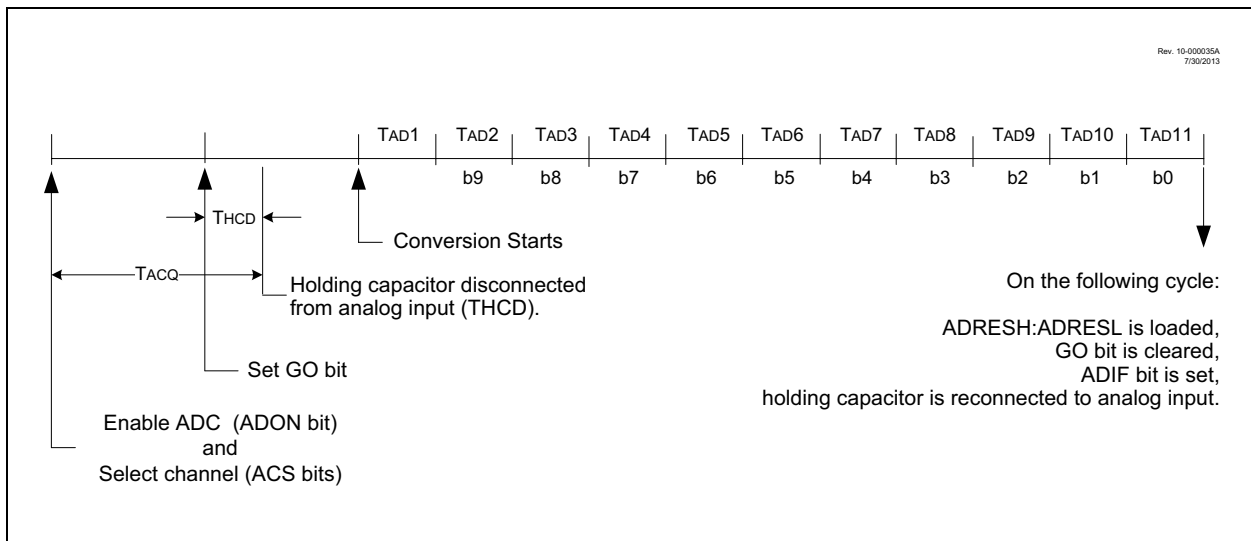 Rev. 10-000035A
7/30/2013
TAD1 TAD2 TAD3 TAD4 TAD5 TAD6 TAD7 TAD8 TAD9 TAD10 TAD11
b9 b8 b7 b6 b5 b4 b3 b2 b1 b0
THCD
Conversion Starts
TACQ
Holding capacitor disconnected
from analog input (THCD).
Set GO bit
Enable ADC (ADON bit)
and
Select channel (ACS bits)
On the following cycle:
ADRESH:ADRESL is loaded,
GO bit is cleared,
ADIF bit is set,
holding capacitor is reconnected to analog input.